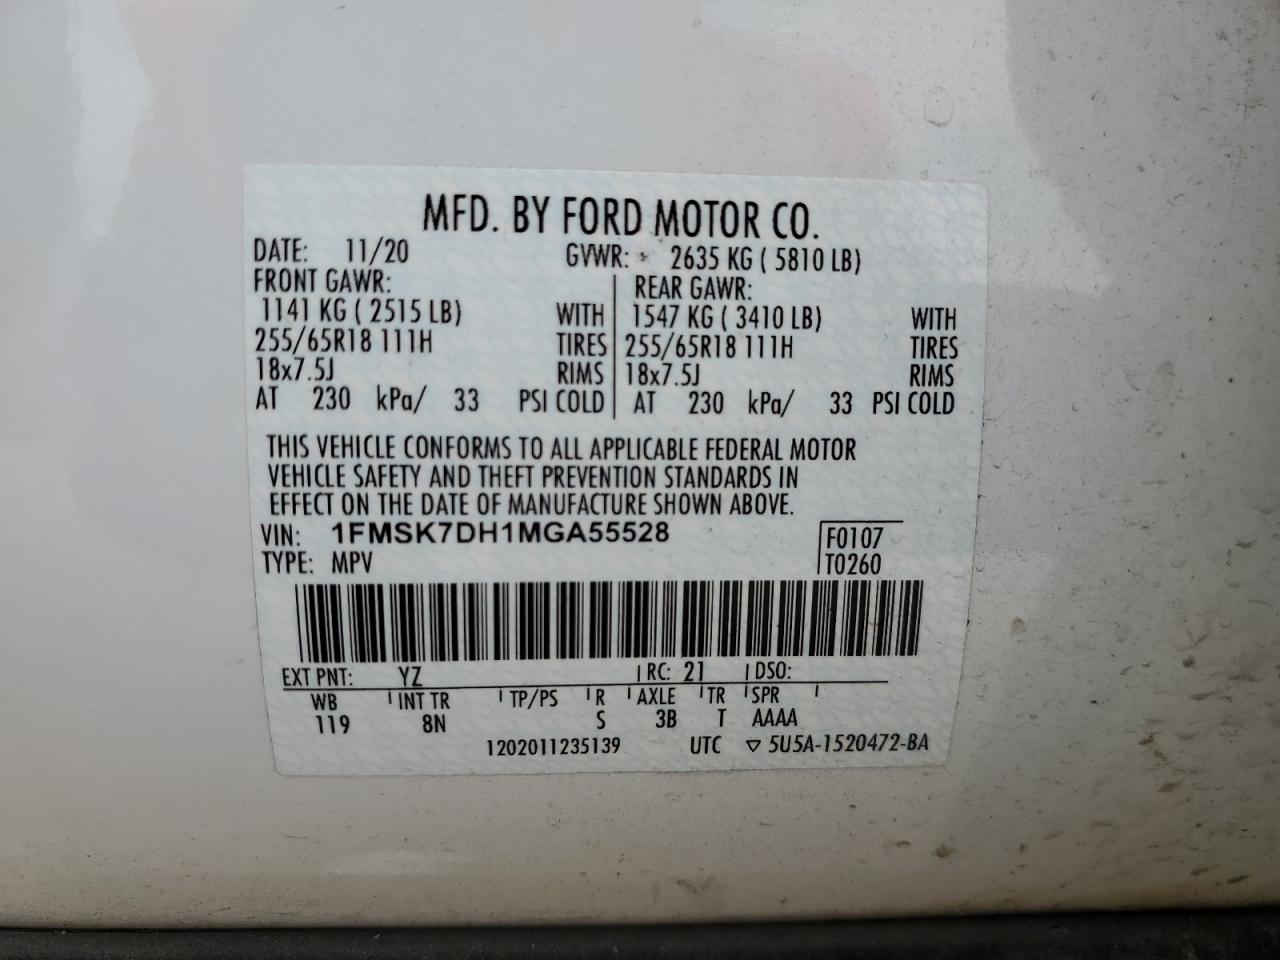 MFD. BY FORD MOTOR CO.
DATE: 11/20 GVWR: 2635 KG ( 5810 LB)
FRONT GAWR: REAR GAWR:
1141 KG ( 2515 LB) WITH 1547 KG ( 3410 LB) WITH
255/65R18 111H TIRES 255/65R18 111H TIRES
18x7.5J RIMS 18x7.5J RIMS
AT 230 kPa/ 33 PSI COLD AT 230 kPa/ 33 PSI COLD
THIS VEHICLE CONFORMS TO ALL APPLICABLE FEDERAL MOTOR
VEHICLE SAFETY AND THEFT PREVENTION STANDARDS IN
EFFECT ON THE DATE OF MANUFACTURE SHOWN ABOVE.
VIN: 1FMSK7DH1MGA55528 F0107
TYPE: MPV T0260
EXT PNT: YZ RC: 21 DSO:
WB INT TR TP/PS R AXLE TR SPR
119 8N S 3B T AAAA
1202011235139 UTC ▽ 5U5A-1520472-BA